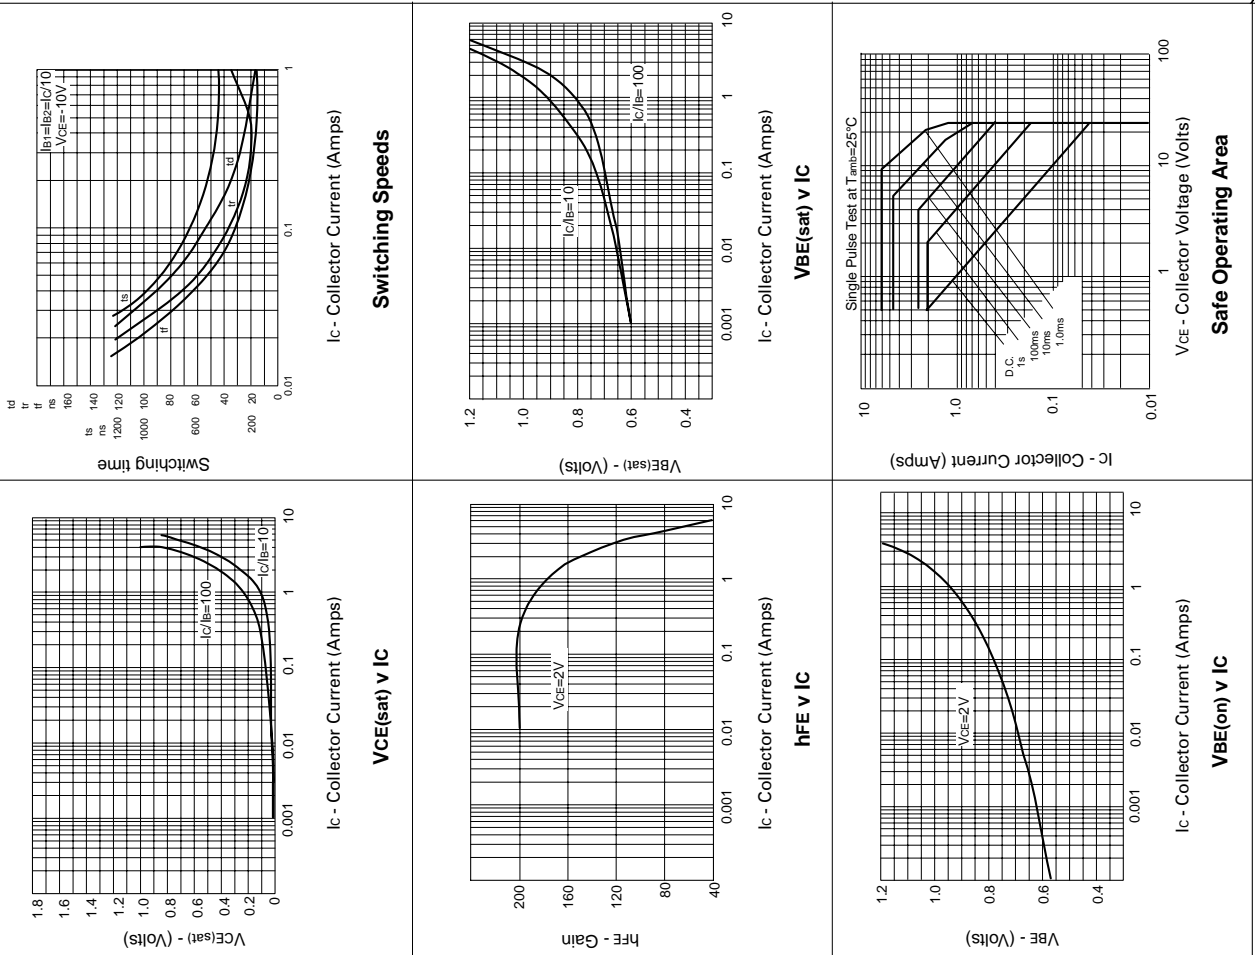 VCE(sat) - (Volts)
1.8
1.6
1.4
1.2
1.0
0.8
0.6
0.4
0.2
0
IC/IB=100
IC/IB=10
0.001
0.01
0.1
1
10
IC - Collector Current (Amps)
VCE(sat) v IC
Switching time
td
tr
tf
ns
160
ts
ns
140
1200 120
1000 100
80
600 60
40
200 20
0
IB1=IB2=IC/10
VCE=-10V
ts
td
tr
tf
0.01
0.1
1
IC - Collector Current (Amps)
Switching Speeds
hFE - Gain
200
160
120
80
40
VCE=2V
0.001
0.01
0.1
1
10
IC - Collector Current (Amps)
hFE v IC
VBE(sat) - (Volts)
1.2
1.0
0.8
0.6
0.4
IC/IB=10
IC/IB=100
0.001
0.01
0.1
1
10
IC - Collector Current (Amps)
VBE(sat) v IC
VBE - (Volts)
1.2
1.0
0.8
0.6
0.4
VCE=2V
0.001
0.01
0.1
1
10
IC - Collector Current (Amps)
VBE(on) v IC
IC - Collector Current (Amps)
10
1.0
0.1
0.01
Single Pulse Test at Tamb=25°C
D.C.
1s
100ms
10ms
1.0ms
1
10
100
VCE - Collector Voltage (Volts)
Safe Operating Area